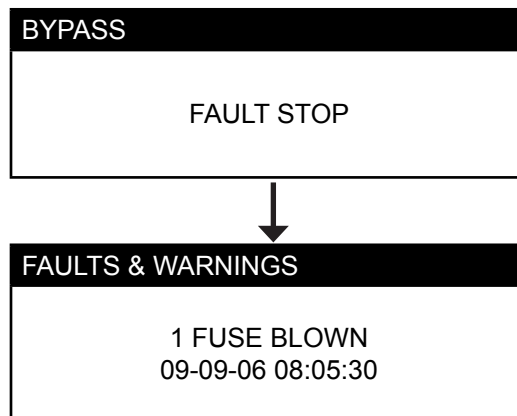 BYPASS
FAULT STOP
FAULTS & WARNINGS
1 FUSE BLOWN
09-09-06 08:05:30